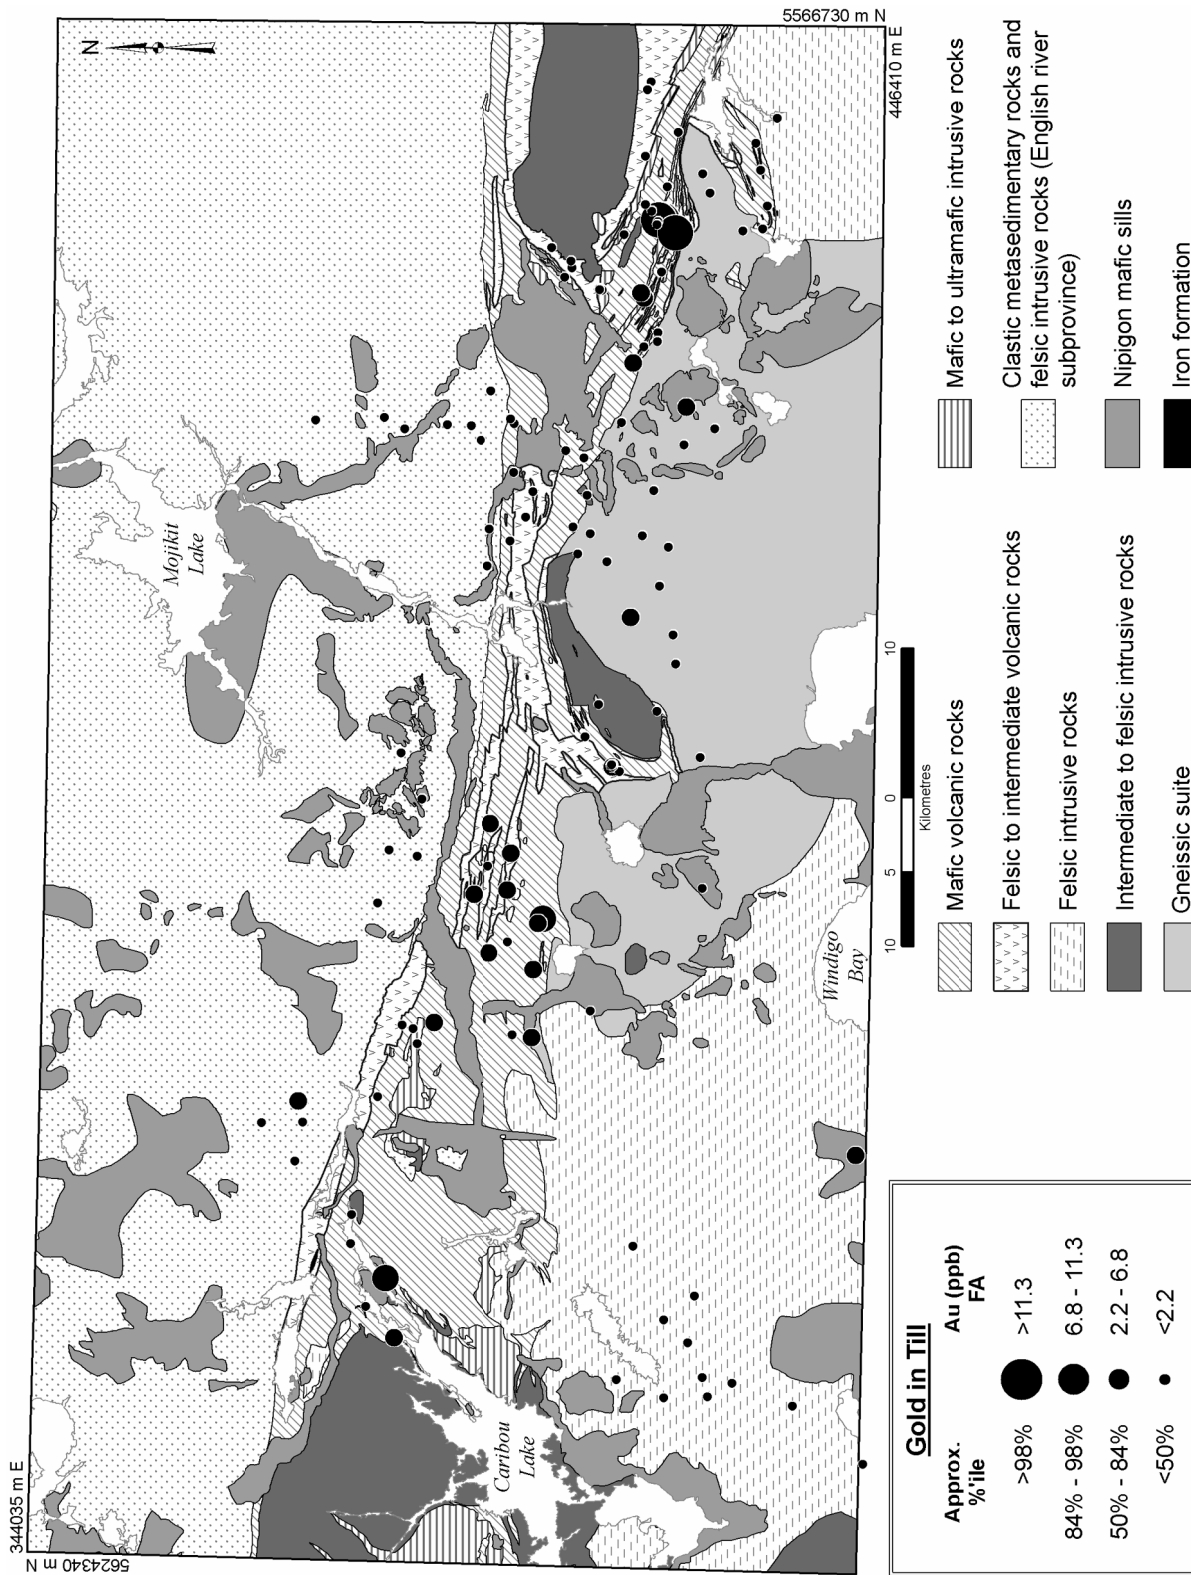 344035 m E
5624340 m N
5566730 m N
446410 m E
N
Mojikit
Lake
Caribou
Lake
Windigo
Bay
10
5
0
10
Kilometres
Gold in Till
Approx. Au (ppb)
%'ile FA
>98% >11.3
84% - 98% 6.8 - 11.3
50% - 84% 2.2 - 6.8
<50% <2.2
Mafic volcanic rocks
Felsic to intermediate volcanic rocks
Felsic intrusive rocks
Intermediate to felsic intrusive rocks
Gneissic suite
Mafic to ultramafic intrusive rocks
Clastic metasedimentary rocks and
felsic intrusive rocks (English river
subprovince)
Nipigon mafic sills
Iron formation